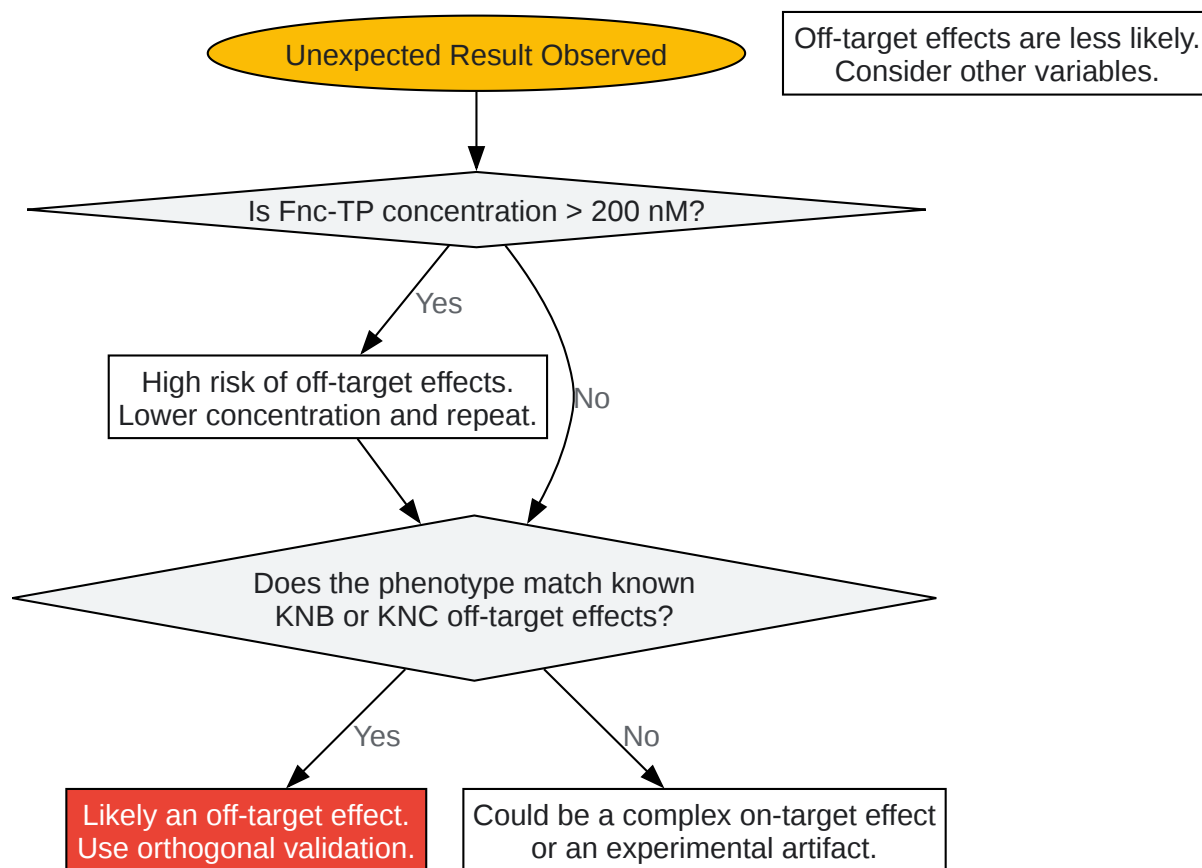 Unexpected Result Observed
Off-target effects are less likely.
Consider other variables.
Is Fnc-TP concentration > 200 nM?
Yes
High risk of off-target effects.
Lower concentration and repeat.
No
Does the phenotype match known
KNB or KNC off-target effects?
Yes
No
Likely an off-target effect.
Use orthogonal validation.
Could be a complex on-target effect
or an experimental artifact.